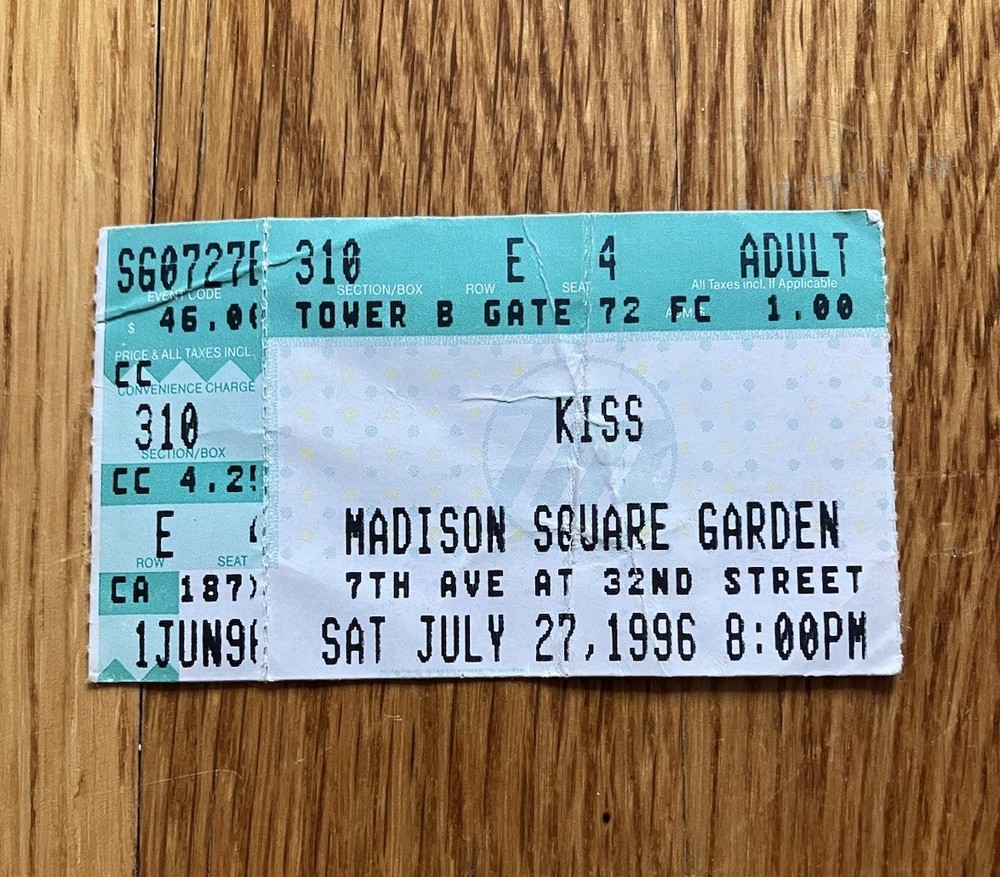 SG0727E
EVENT CODE
$ 46.00
PRICE & ALL TAXES INCL.
CC
CONVENIENCE CHARGE
310
SECTION/BOX
CC 4.25
E
ROW SEAT
CA 187X
1JUN96
310 E 4 ADULT
SECTION/BOX ROW SEAT All Taxes incl. If Applicable
TOWER B GATE 72 FC 1.00
KISS
MADISON SQUARE GARDEN
7TH AVE AT 32ND STREET
SAT JULY 27,1996 8:00PM